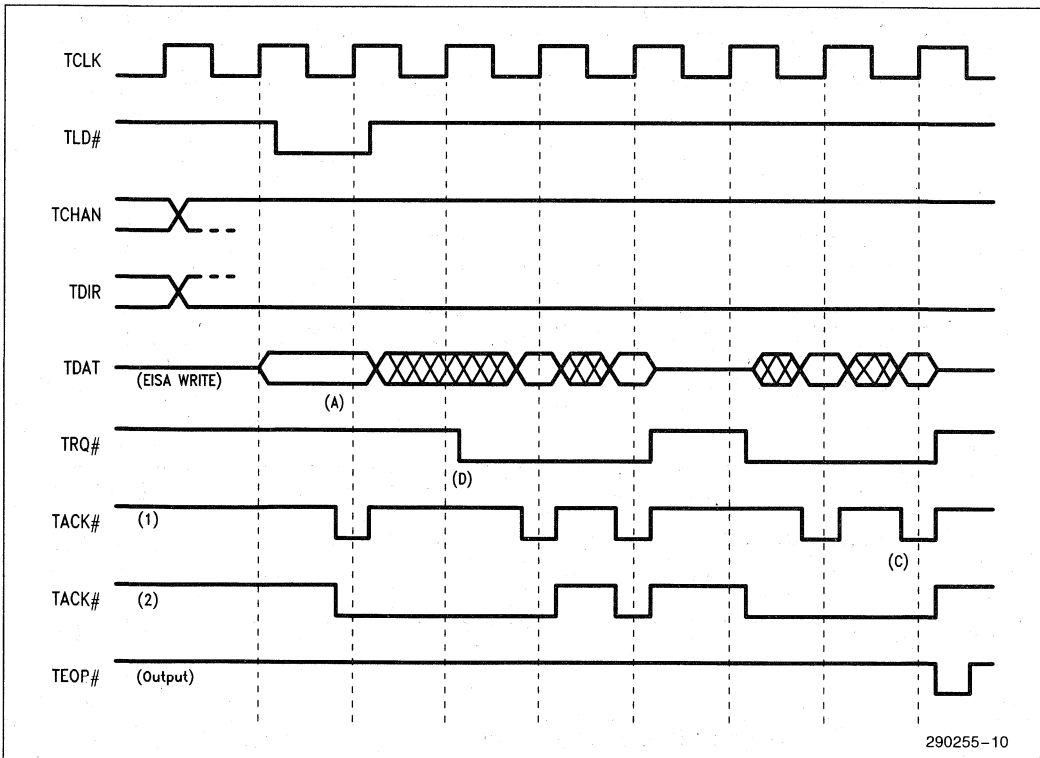 TCLK
TLD#
TCHAN
TDIR
TDAT
(EISA WRITE)
(A)
TRQ#
(D)
TACK#
(1)
(C)
TACK#
(2)
TEOP#
(Output)
290255-10